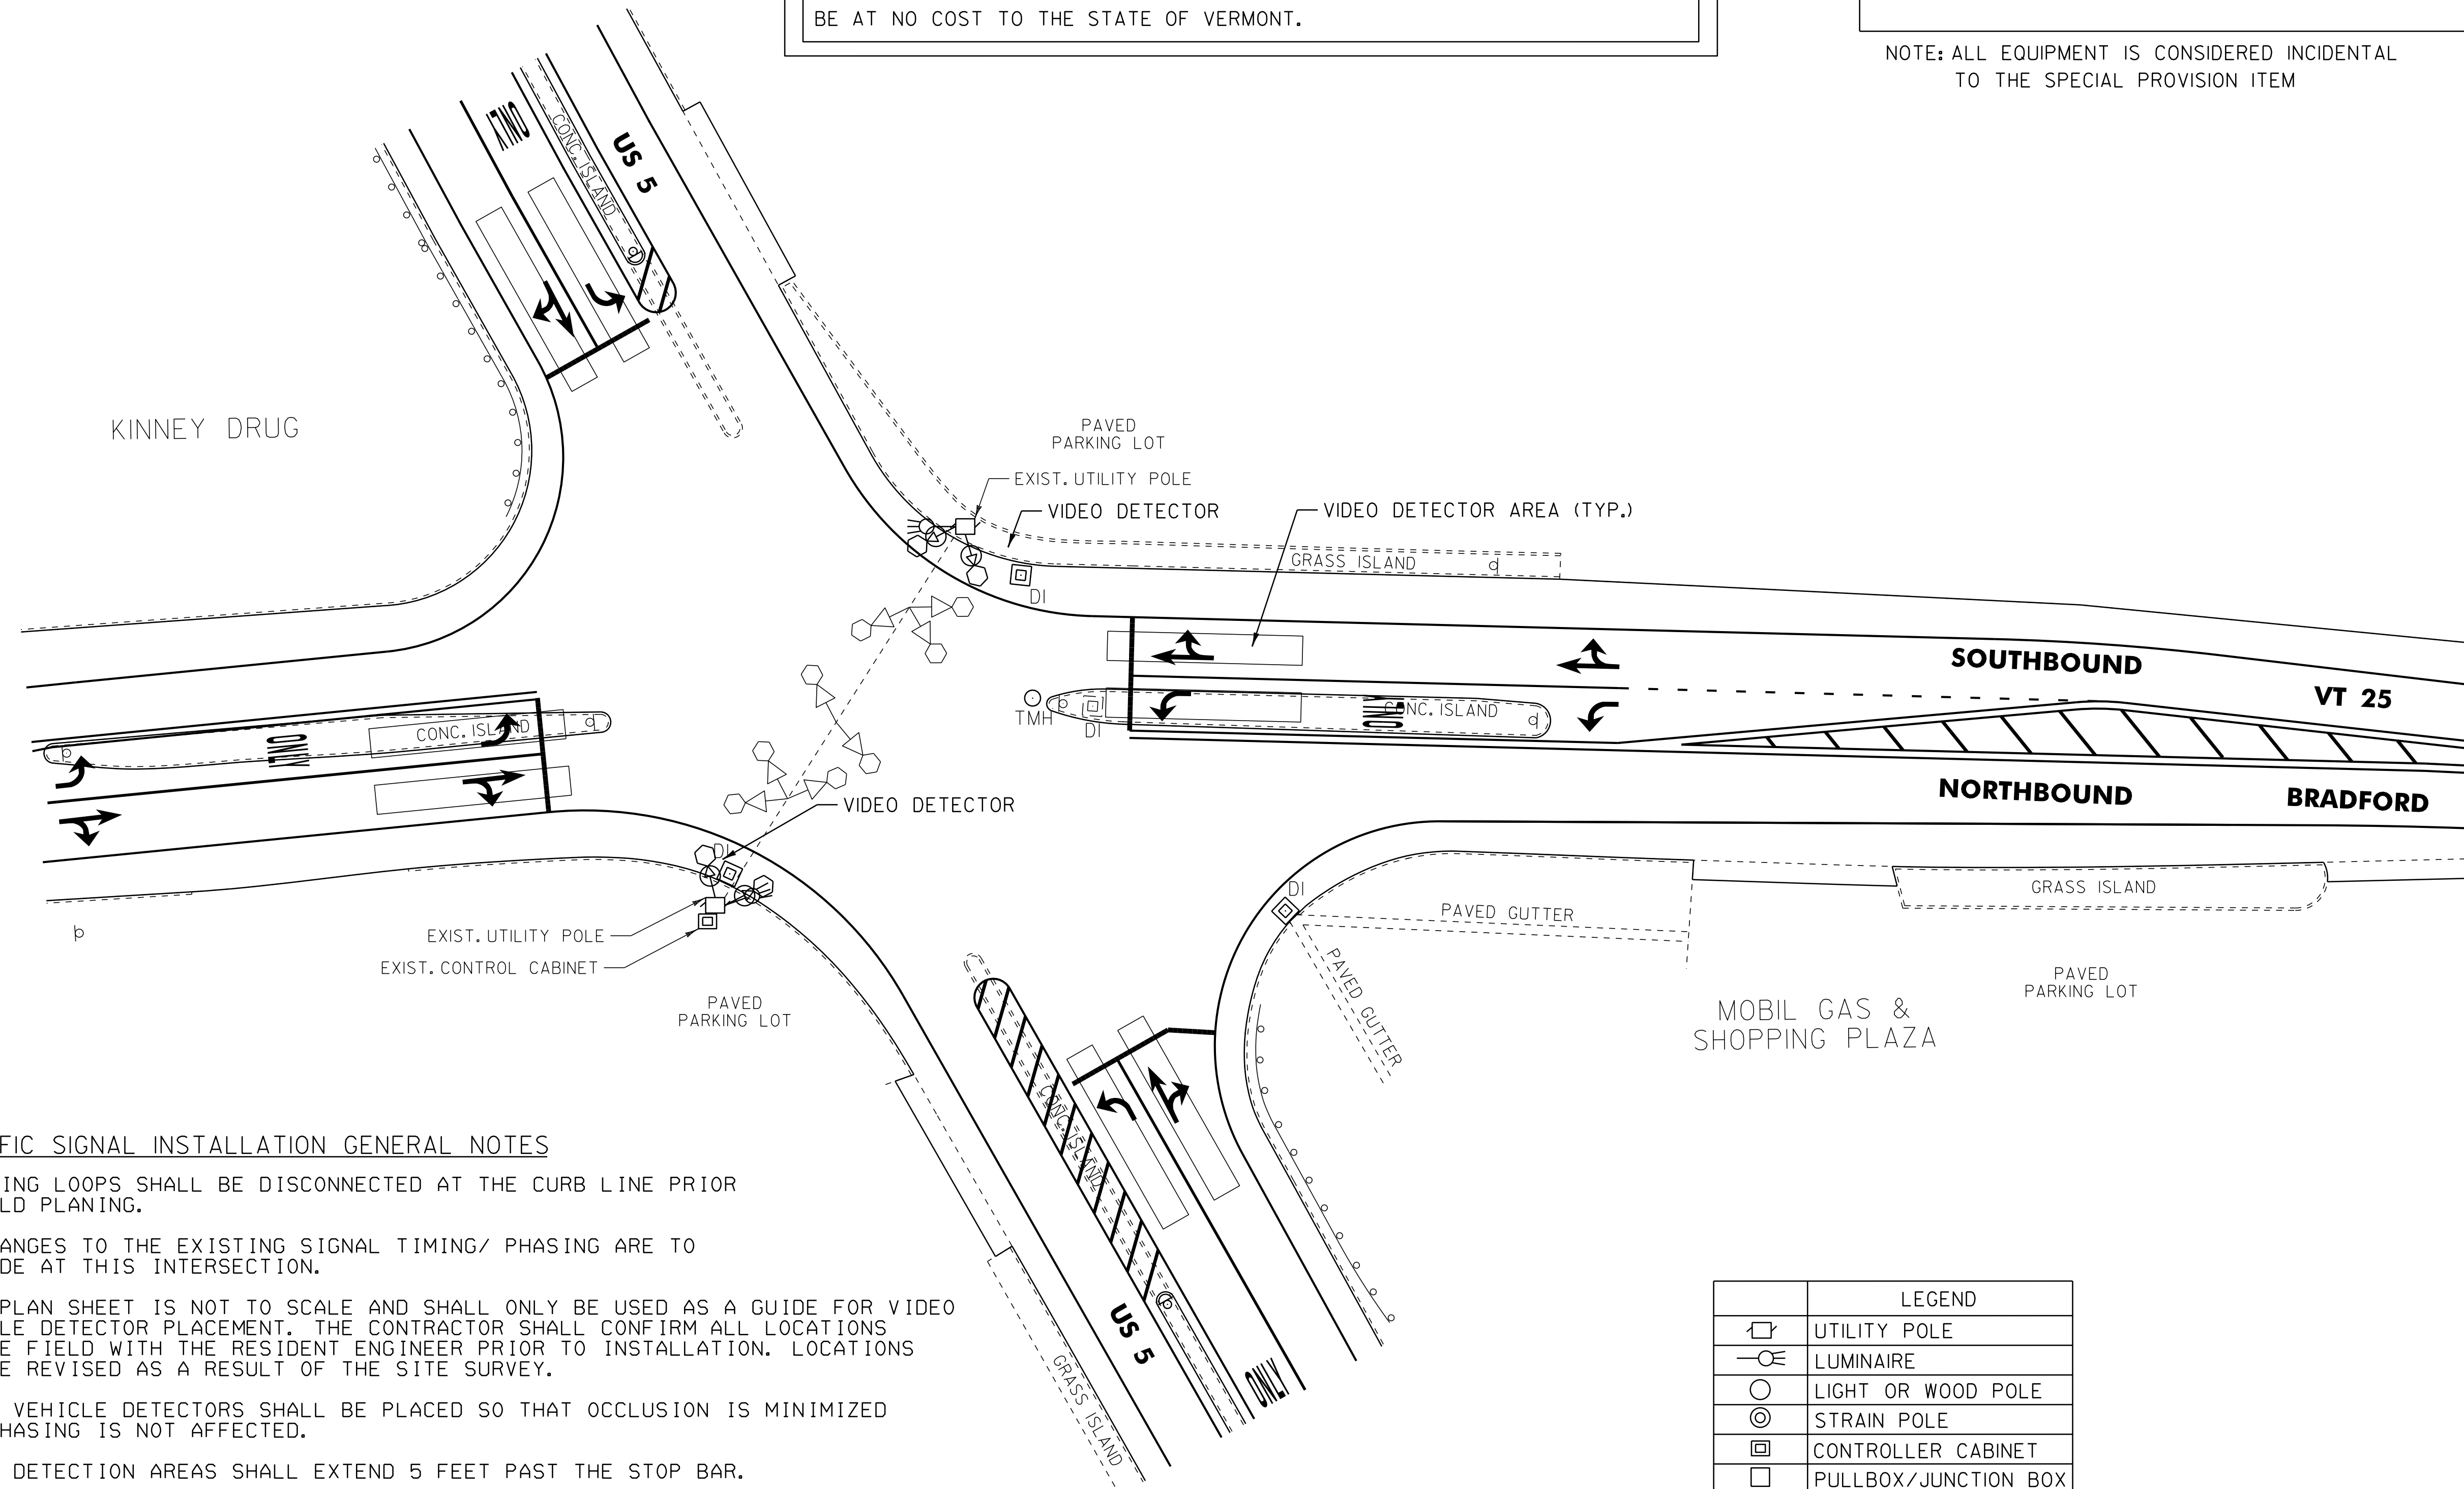 BE AT NO COST TO THE STATE OF VERMONT.
NOTE: ALL EQUIPMENT IS CONSIDERED INCIDENTAL
TO THE SPECIAL PROVISION ITEM
ONLY
CONC. ISLAND
US 5
KINNEY DRUG
PAVED
PARKING LOT
EXIST. UTILITY POLE
VIDEO DETECTOR
VIDEO DETECTOR AREA (TYP.)
GRASS ISLAND
DI
SOUTHBOUND
VT 25
TMH
DI
CONC. ISLAND
ONLY
CONC. ISLAND
ONLY
NORTHBOUND
BRADFORD
VIDEO DETECTOR
DI
DI
GRASS ISLAND
PAVED GUTTER
EXIST. UTILITY POLE
EXIST. CONTROL CABINET
PAVED GUTTER
PAVED
PARKING LOT
PAVED
PARKING LOT
MOBIL GAS &
SHOPPING PLAZA
CONC. ISLAND
US 5
ONLY
GRASS ISLAND
FIC SIGNAL INSTALLATION GENERAL NOTES
ING LOOPS SHALL BE DISCONNECTED AT THE CURB LINE PRIOR
LD PLANING.
ANGES TO THE EXISTING SIGNAL TIMING/ PHASING ARE TO
DE AT THIS INTERSECTION.
PLAN SHEET IS NOT TO SCALE AND SHALL ONLY BE USED AS A GUIDE FOR VIDEO
LE DETECTOR PLACEMENT. THE CONTRACTOR SHALL CONFIRM ALL LOCATIONS
E FIELD WITH THE RESIDENT ENGINEER PRIOR TO INSTALLATION. LOCATIONS
E REVISED AS A RESULT OF THE SITE SURVEY.
VEHICLE DETECTORS SHALL BE PLACED SO THAT OCCLUSION IS MINIMIZED
HASING IS NOT AFFECTED.
DETECTION AREAS SHALL EXTEND 5 FEET PAST THE STOP BAR.
LEGEND
UTILITY POLE
LUMINAIRE
LIGHT OR WOOD POLE
STRAIN POLE
CONTROLLER CABINET
PULLBOX/JUNCTION BOX